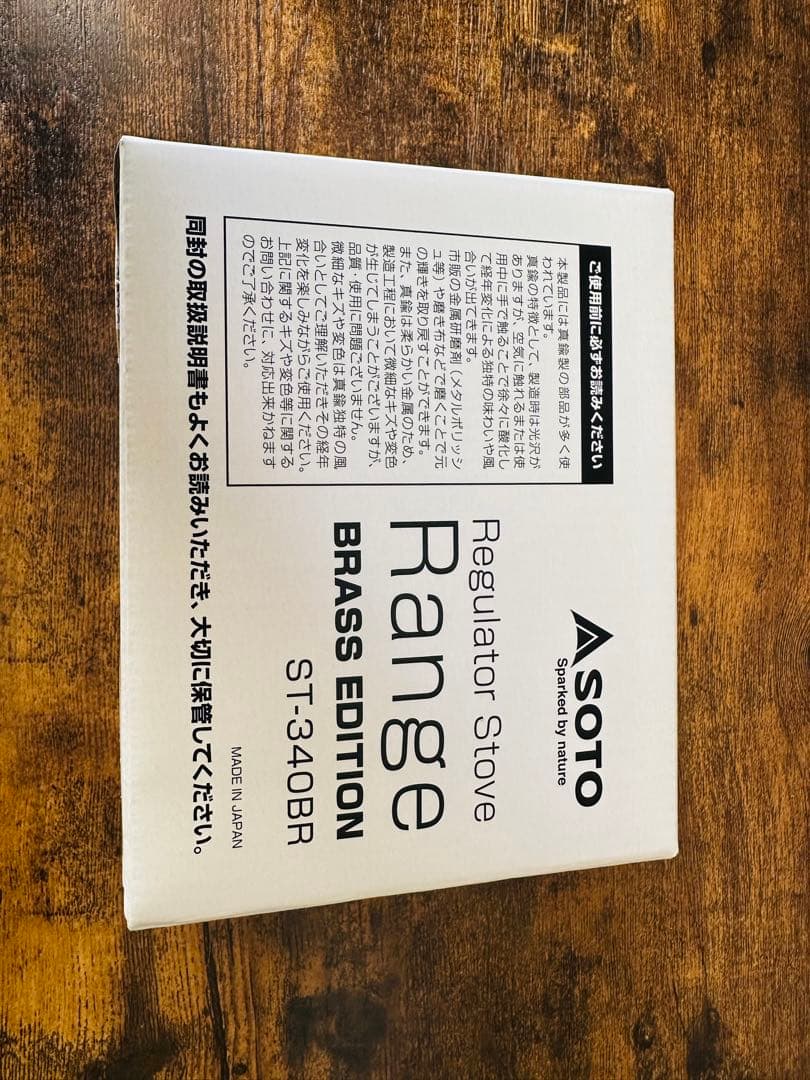 ご使用前に必ずお読みください
本製品には真鍮製の部品が多く使
われています。
真鍮の特徴として、製造時は光沢が
ありますが、空気に触れるまたは使
用中に手で触ることで徐々に酸化し
て経年変化による独特の味わいや風
合いが出てきます。
市販の金属研磨剤(メタルポリッシ
ュ等)や磨き布などで磨くことで元
の輝きを取り戻すことができます。
また、真鍮は柔らかい金属のため、
製造工程において微細なキズや変色
が生じてしまうことがございますが、
品質・使用に問題ございません。
微細なキズや変色は真鍮独特の風
合いとしてご理解いただきその経年
変化を楽しみながらご使用ください。
上記に関するキズや変色等に関する
お問い合わせに、対応出来かねます
のでご了承ください。
SOTO
Sparked by nature
Regulator Stove
Range
BRASS EDITION
ST-340BR
MADE IN JAPAN
同封の取扱説明書もよくお読みいただき、大切に保管してください。